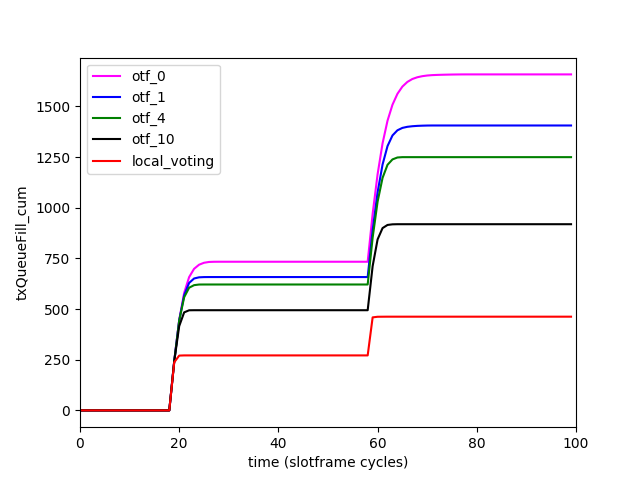 otf_0
otf_1
otf_4
otf_10
local_voting
txQueueFill_cum
1500
1250
1000
750
500
250
0
0 20 40 60 80 100
time (slotframe cycles)